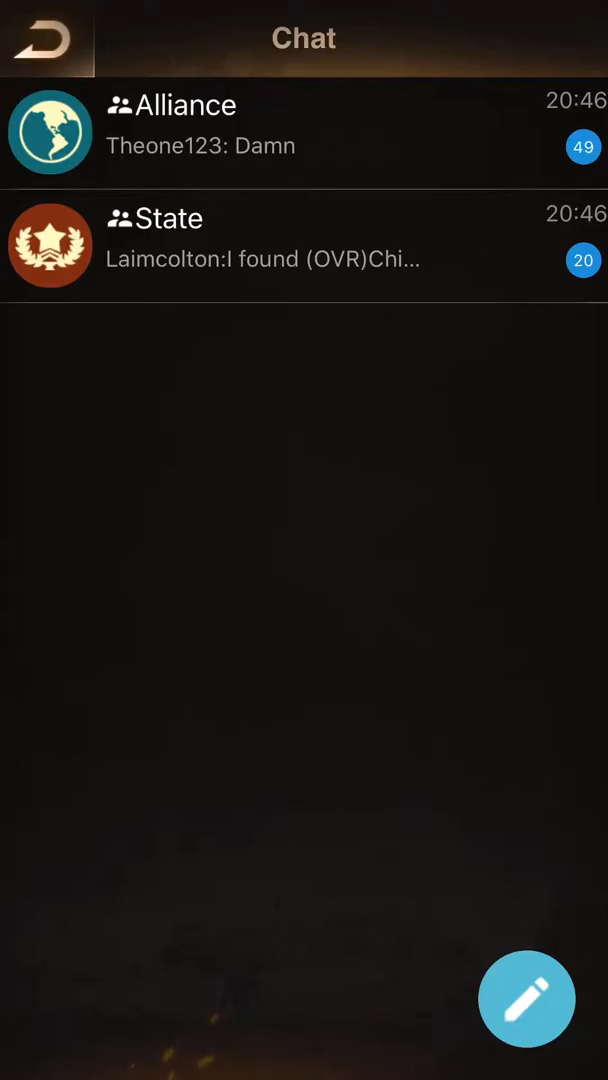 Chat
Alliance
20:46
Theone123: Damn
49
State
20:46
Laimcolton:I found (OVR)Chi...
20